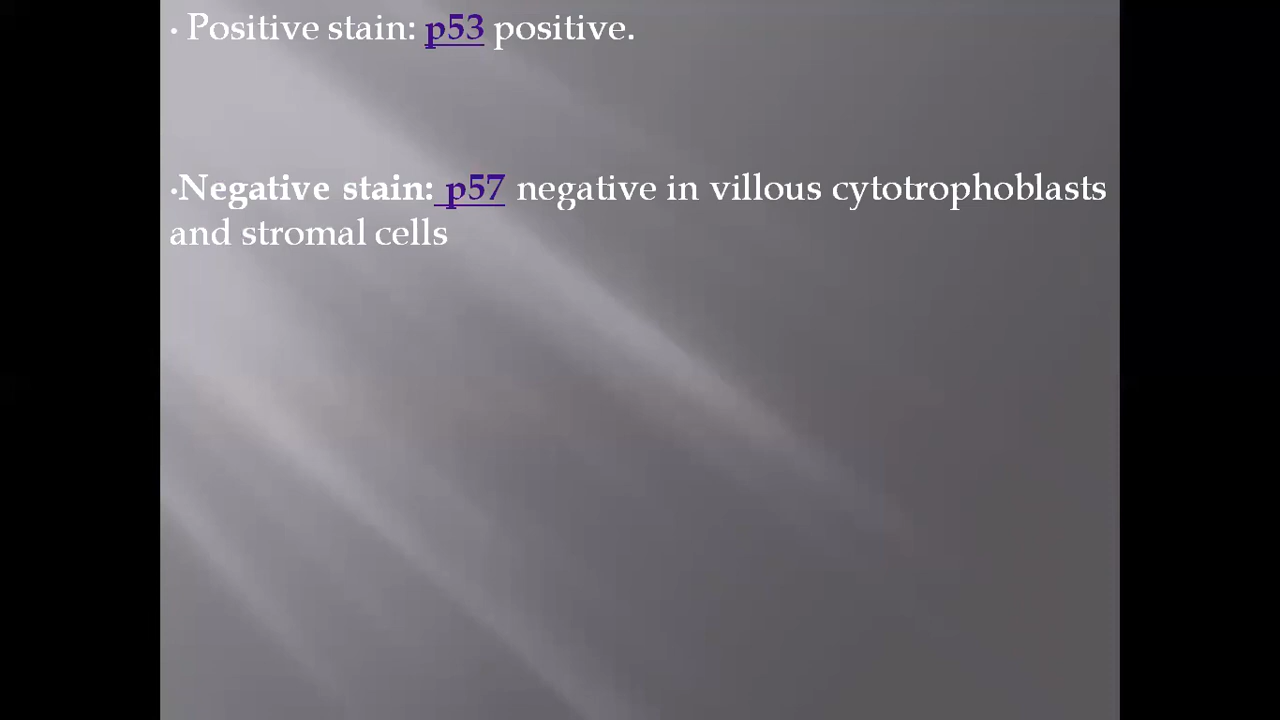 • Positive stain: p53 positive.
•Negative stain: p57 negative in villous cytotrophoblasts
and stromal cells